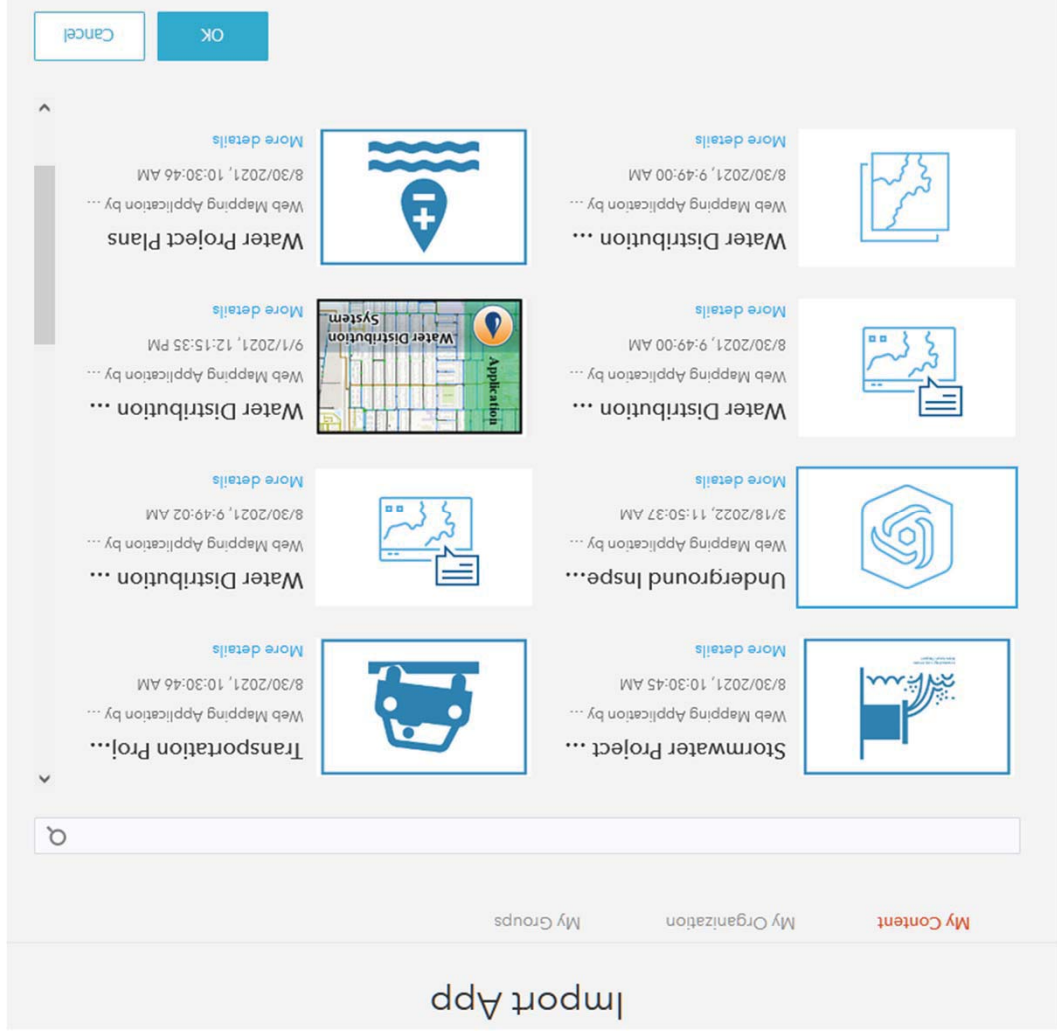 Import App
My Content
My Organization
My Groups
Stormwater Project ...
Web Mapping Application by ...
8/30/2021, 10:30:45 AM
More details
Transportation Proj...
Web Mapping Application by ...
8/30/2021, 10:30:46 AM
More details
Underground Inspe...
Web Mapping Application by ...
3/18/2022, 11:50:37 AM
More details
Water Distribution ...
Web Mapping Application by ...
8/30/2021, 9:49:02 AM
More details
Water Distribution ...
Web Mapping Application by ...
8/30/2021, 9:49:00 AM
More details
Application
Water Distribution
System
Water Distribution ...
Web Mapping Application by ...
9/1/2021, 12:15:35 PM
More details
Water Distribution ...
Web Mapping Application by ...
8/30/2021, 9:49:00 AM
More details
Water Project Plans
Web Mapping Application by ...
8/30/2021, 10:30:46 AM
More details
OK
Cancel